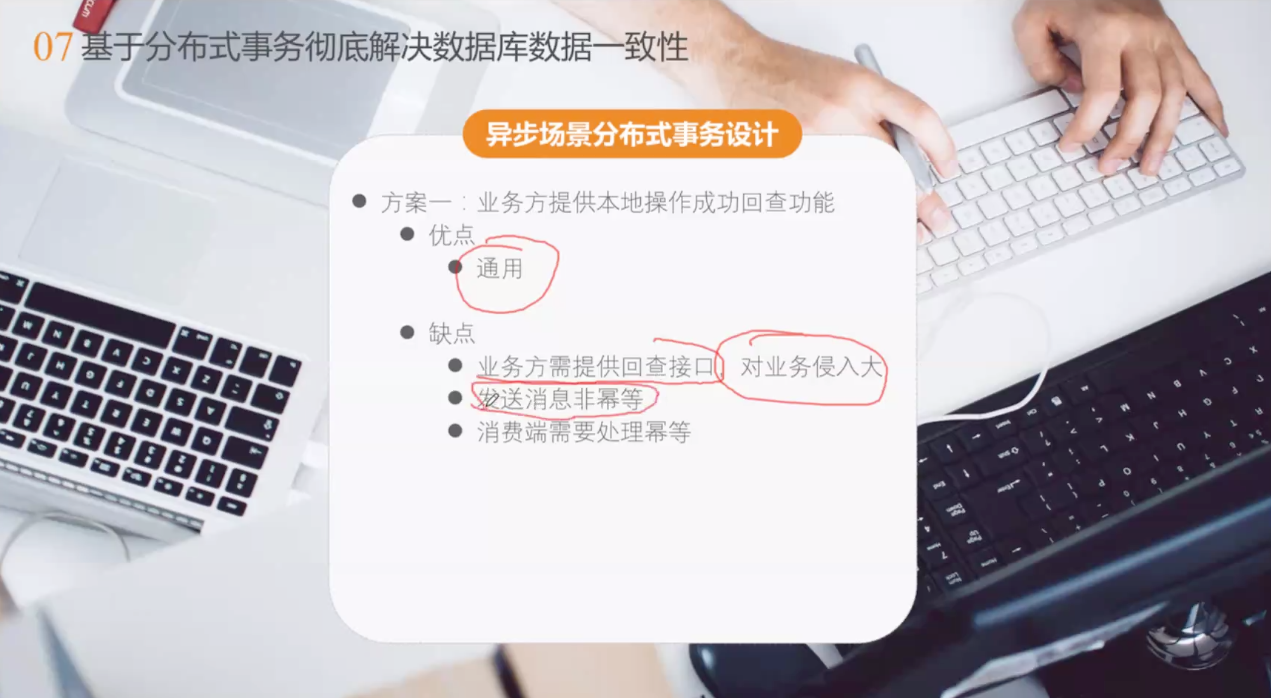 07 基于分布式事务彻底解决数据库数据一致性
异步场景分布式事务设计
方案一：业务方提供本地操作成功回查功能
优点
通用
缺点
业务方需提供回查接口 对业务侵入大
发送消息非幂等
消费端需要处理幂等